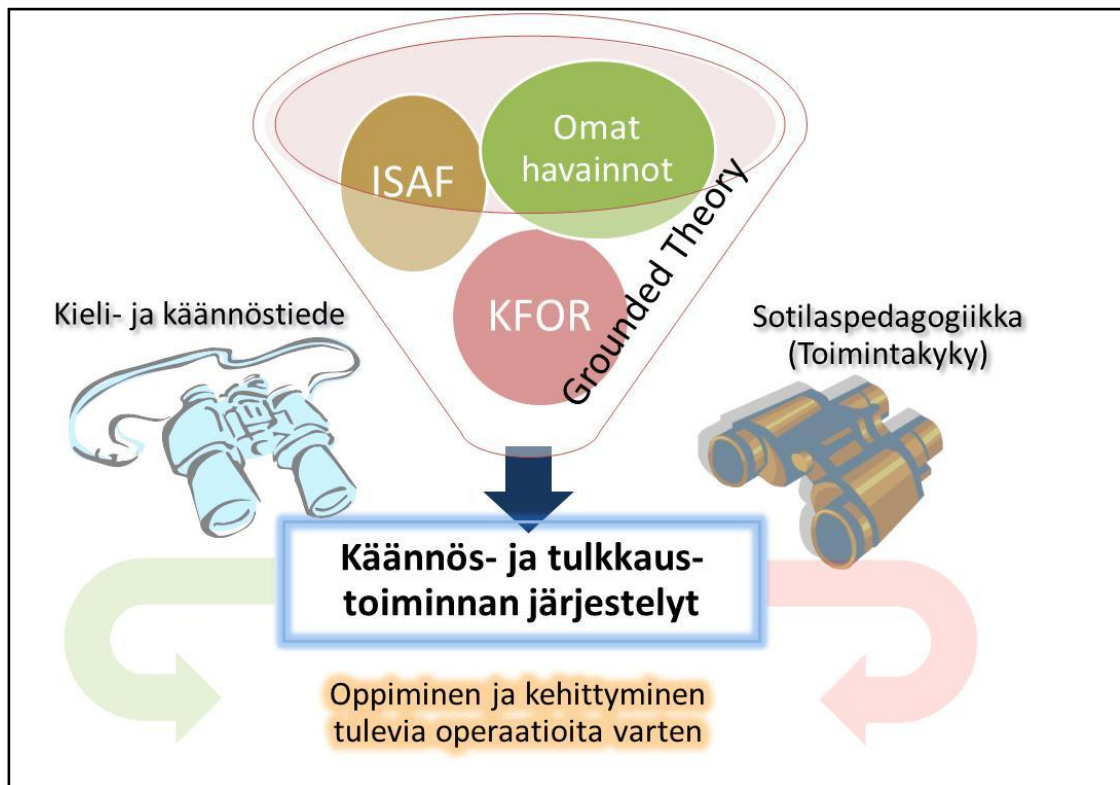 Omat
havainnot
ISAF
KFOR
Grounded Theory
Kieli- ja käännöstiede
Sotilaspedagogiikka
(Toimintakyky)
Käännös- ja tulkkaus-
toiminnan järjestelyt
Oppiminen ja kehittyminen
tulevia operaatioita varten